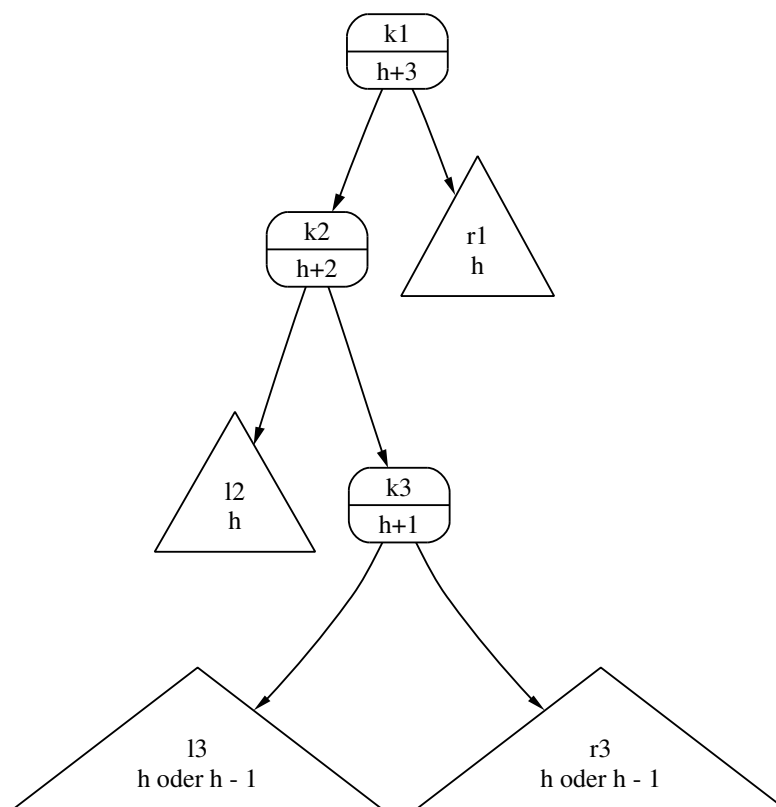 k1
h+3
k2
h+2
r1
h
l2
h
k3
h+1
l3
h oder h - 1
r3
h oder h - 1